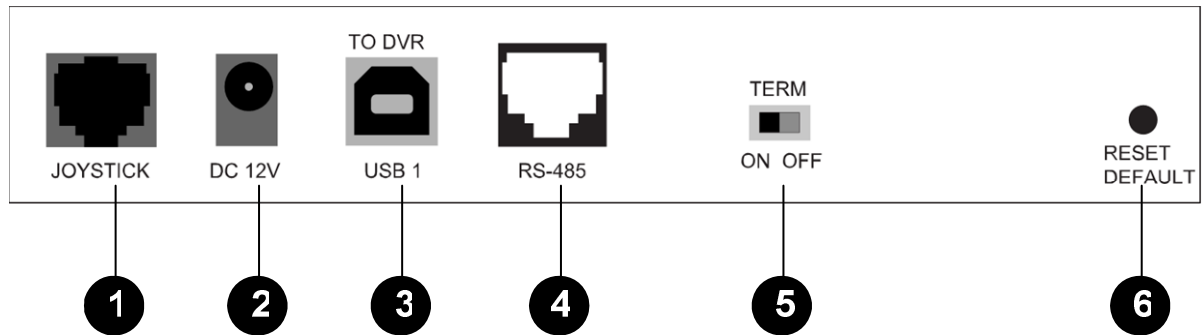 TO DVR
TERM
ON OFF
JOYSTICK
DC 12V
USB 1
RS-485
RESET
DEFAULT
1
2
3
4
5
6